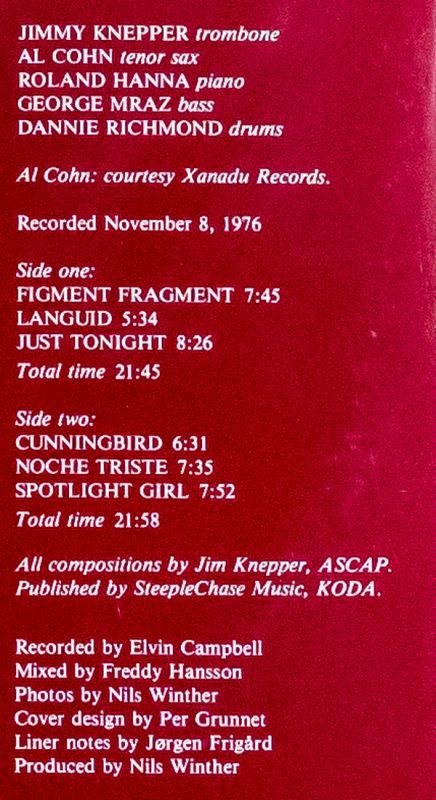 JIMMY KNEPPER trombone
AL COHN tenor sax
ROLAND HANNA piano
GEORGE MRAZ bass
DANNIE RICHMOND drums
Al Cohn: courtesy Xanadu Records.
Recorded November 8, 1976
Side one:
FIGMENT FRAGMENT 7:45
LANGUID 5:34
JUST TONIGHT 8:26
Total time 21:45
Side two:
CUNNINGBIRD 6:31
NOCHE TRISTE 7:35
SPOTLIGHT GIRL 7:52
Total time 21:58
All compositions by Jim Knepper, ASCAP.
Published by SteepleChase Music, KODA.
Recorded by Elvin Campbell
Mixed by Freddy Hansson
Photos by Nils Winther
Cover design by Per Grunnet
Liner notes by Jørgen Frigård
Produced by Nils Winther